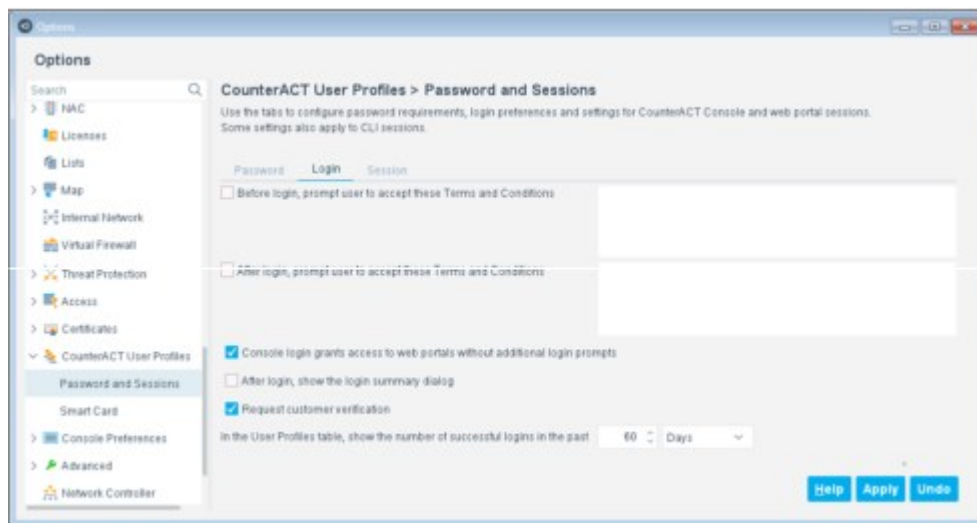 Options
Options
Search
NAC
Licenses
Lists
Map
Internal Network
Virtual Firewall
Threat Protection
Access
Certificates
CounterACT User Profiles
Password and Sessions
Smart Card
Console Preferences
Advanced
Network Controller
CounterACT User Profiles > Password and Sessions
Use the tabs to configure password requirements, login preferences and settings for CounterACT Console and web portal sessions.
Some settings also apply to CLI sessions.
Password Login Session
Before login, prompt user to accept these Terms and Conditions
After login, prompt user to accept these Terms and Conditions
Console login grants access to web portals without additional login prompts
After login, show the login summary dialog
Request customer verification
In the User Profiles table, show the number of successful logins in the past 60 Days
Help Apply Undo